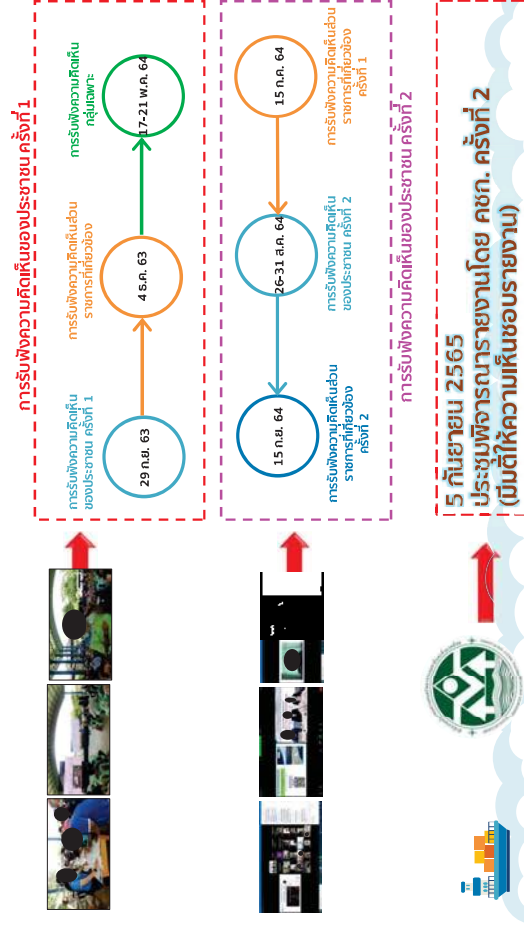 การรับฟังความคิดเห็นของประชาชน ครั้งที่ 1
การรับฟังความคิดเห็น
ของประชาชน ครั้งที่ 1
29 ก.ย. 63
การรับฟังความคิดเห็นส่วน
ราชการที่เกี่ยวข้อง
4 ธ.ค. 63
การรับฟังความคิดเห็น
กลุ่มเฉพาะ
17-21 พ.ค. 64
15 ก.ค. 64
การรับฟังความคิดเห็นส่วน
ราชการที่เกี่ยวข้อง
ครั้งที่ 1
26-31 ส.ค. 64
การรับฟังความคิดเห็น
ของประชาชน ครั้งที่ 2
15 ก.ย. 64
การรับฟังความคิดเห็นส่วน
ราชการที่เกี่ยวข้อง
ครั้งที่ 2
การรับฟังความคิดเห็นของประชาชน ครั้งที่ 2
5 กันยายน 2565
ประชุมพิจารณารายงานโดย คชก. ครั้งที่ 2
(มีมติให้ความเห็นชอบรายงาน)